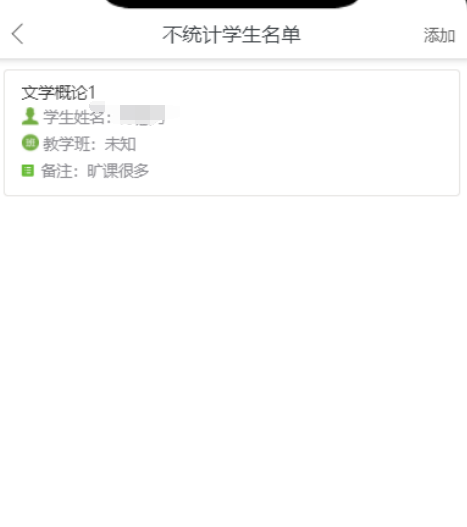 不统计学生名单
添加
文学概论1
学生姓名：
班 教学班：未知
备注：旷课很多